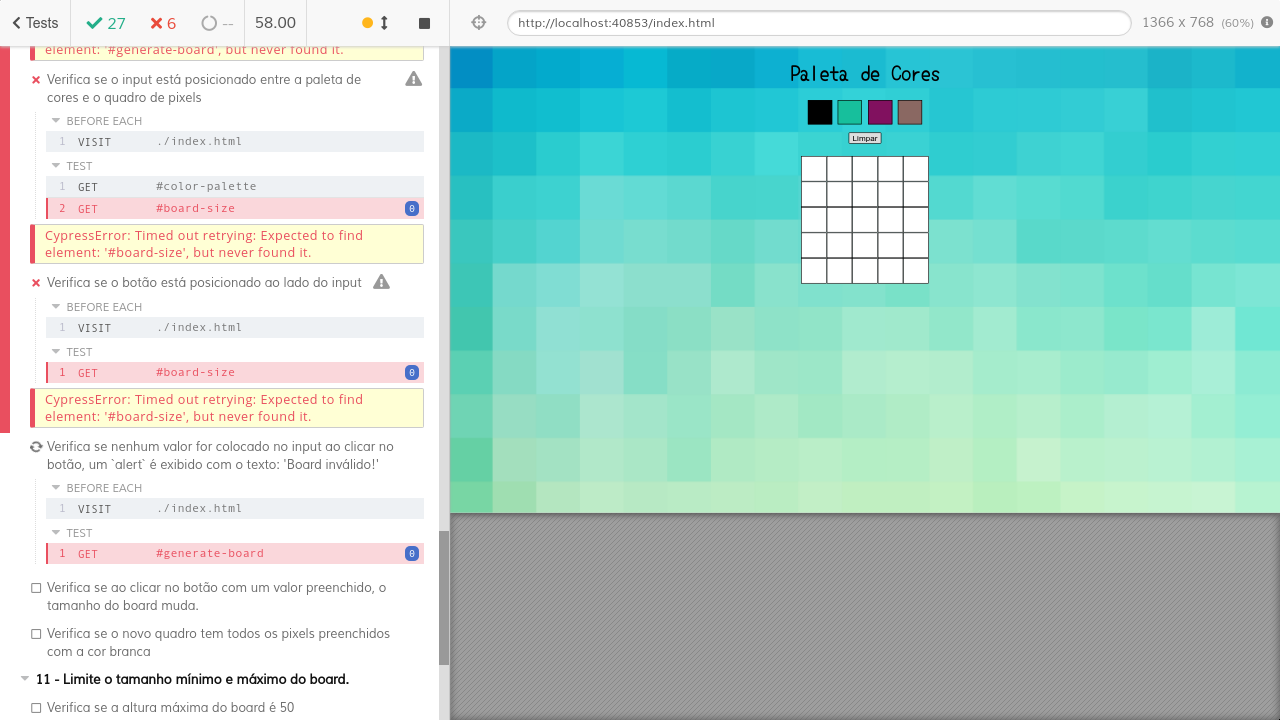 Tests
27
6
--
58.00
http://localhost:40853/index.html
1366 x 768 (60%)
element: '#generate-board', but never found it.
Verifica se o input está posicionado entre a paleta de
cores e o quadro de pixels
BEFORE EACH
1 VISIT ./index.html
TEST
1 GET #color-palette
2 GET #board-size 0
CypressError: Timed out retrying: Expected to find
element: '#board-size', but never found it.
Verifica se o botão está posicionado ao lado do input
BEFORE EACH
1 VISIT ./index.html
TEST
1 GET #board-size 0
CypressError: Timed out retrying: Expected to find
element: '#board-size', but never found it.
Verifica se nenhum valor for colocado no input ao clicar no
botão, um `alert` é exibido com o texto: 'Board inválido!'
BEFORE EACH
1 VISIT ./index.html
TEST
1 GET #generate-board 0
Verifica se ao clicar no botão com um valor preenchido, o
tamanho do board muda.
Verifica se o novo quadro tem todos os pixels preenchidos
com a cor branca
11 - Limite o tamanho mínimo e máximo do board.
Verifica se a altura máxima do board é 50
Paleta de Cores
Limpar